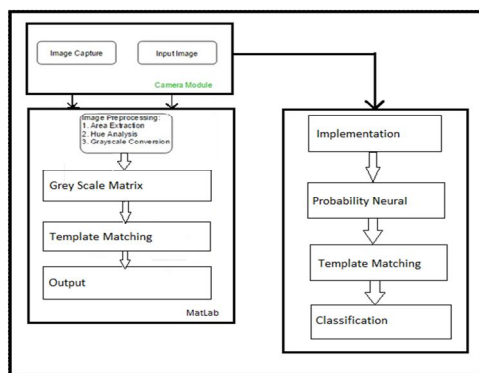 Image Capture
Input Image
Camera Module
Image Preprocessing:
1. Area Extraction
2. Hue Analysis
3. Grayscale Conversion
Grey Scale Matrix
Template Matching
Output
MatLab
Implementation
Probability Neural
Template Matching
Classification